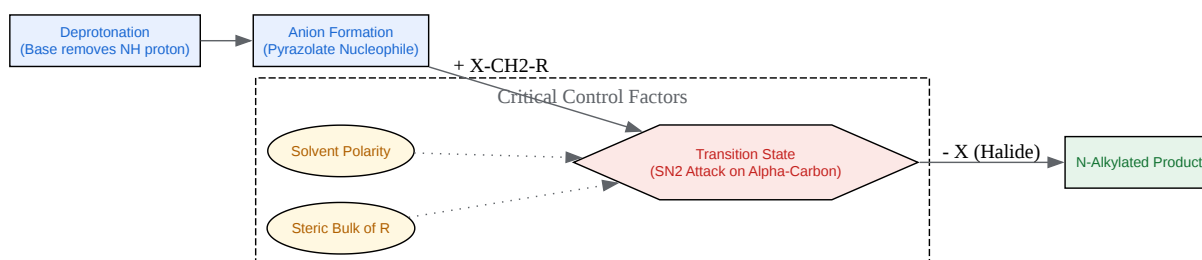 Deprotonation
(Base removes NH proton)
Anion Formation
(Pyrazolate Nucleophile)
+ X-CH2-R
Critical Control Factors
Solvent Polarity
Transition State
(SN2 Attack on Alpha-Carbon)
- X (Halide)
N-Alkylated Product
Steric Bulk of R